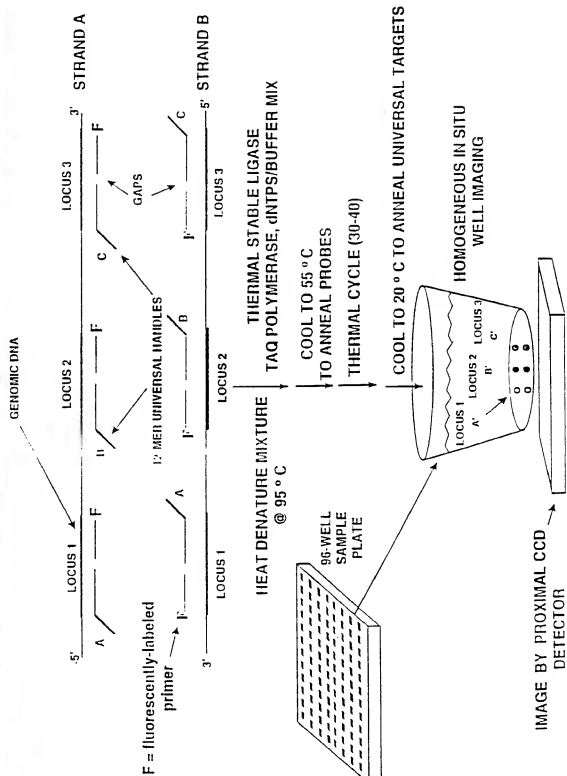 GENOMIC DNA
.5'
LOCUS 1
LOCUS 2
LOCUS 3
3'
STRAND A
A
F
B
F
C
F
12 MER UNIVERSAL HANDLES
GAPS
F = fluorescently-labeled
primer
F
A
F
B
F
C
3'
LOCUS 1
LOCUS 2
LOCUS 3
5'
STRAND B
HEAT DENATURE MIXTURE
@ 95 º C
THERMAL STABLE LIGASE
TAQ POLYMERASE, dNTPS/BUFFER MIX
COOL TO 55 º C
TO ANNEAL PROBES
THERMAL CYCLE (30-40)
COOL TO 20 º C TO ANNEAL UNIVERSAL TARGETS
96-WELL
SAMPLE
PLATE
LOCUS 1
LOCUS 2
LOCUS 3
A'
B'
C'
HOMOGENEOUS IN SITU
WELL IMAGING
IMAGE BY PROXIMAL CCD
DETECTOR